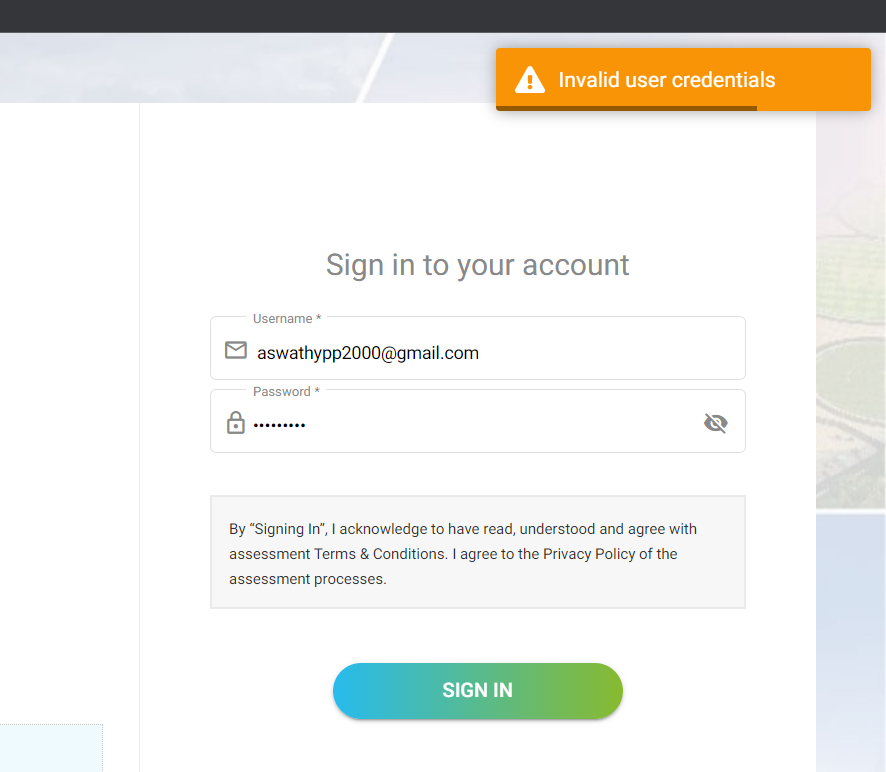 Invalid user credentials
Sign in to your account
Username *
aswathypp2000@gmail.com
Password *
•••••••••
By “Signing In”, I acknowledge to have read, understood and agree with
assessment Terms & Conditions. I agree to the Privacy Policy of the
assessment processes.
SIGN IN